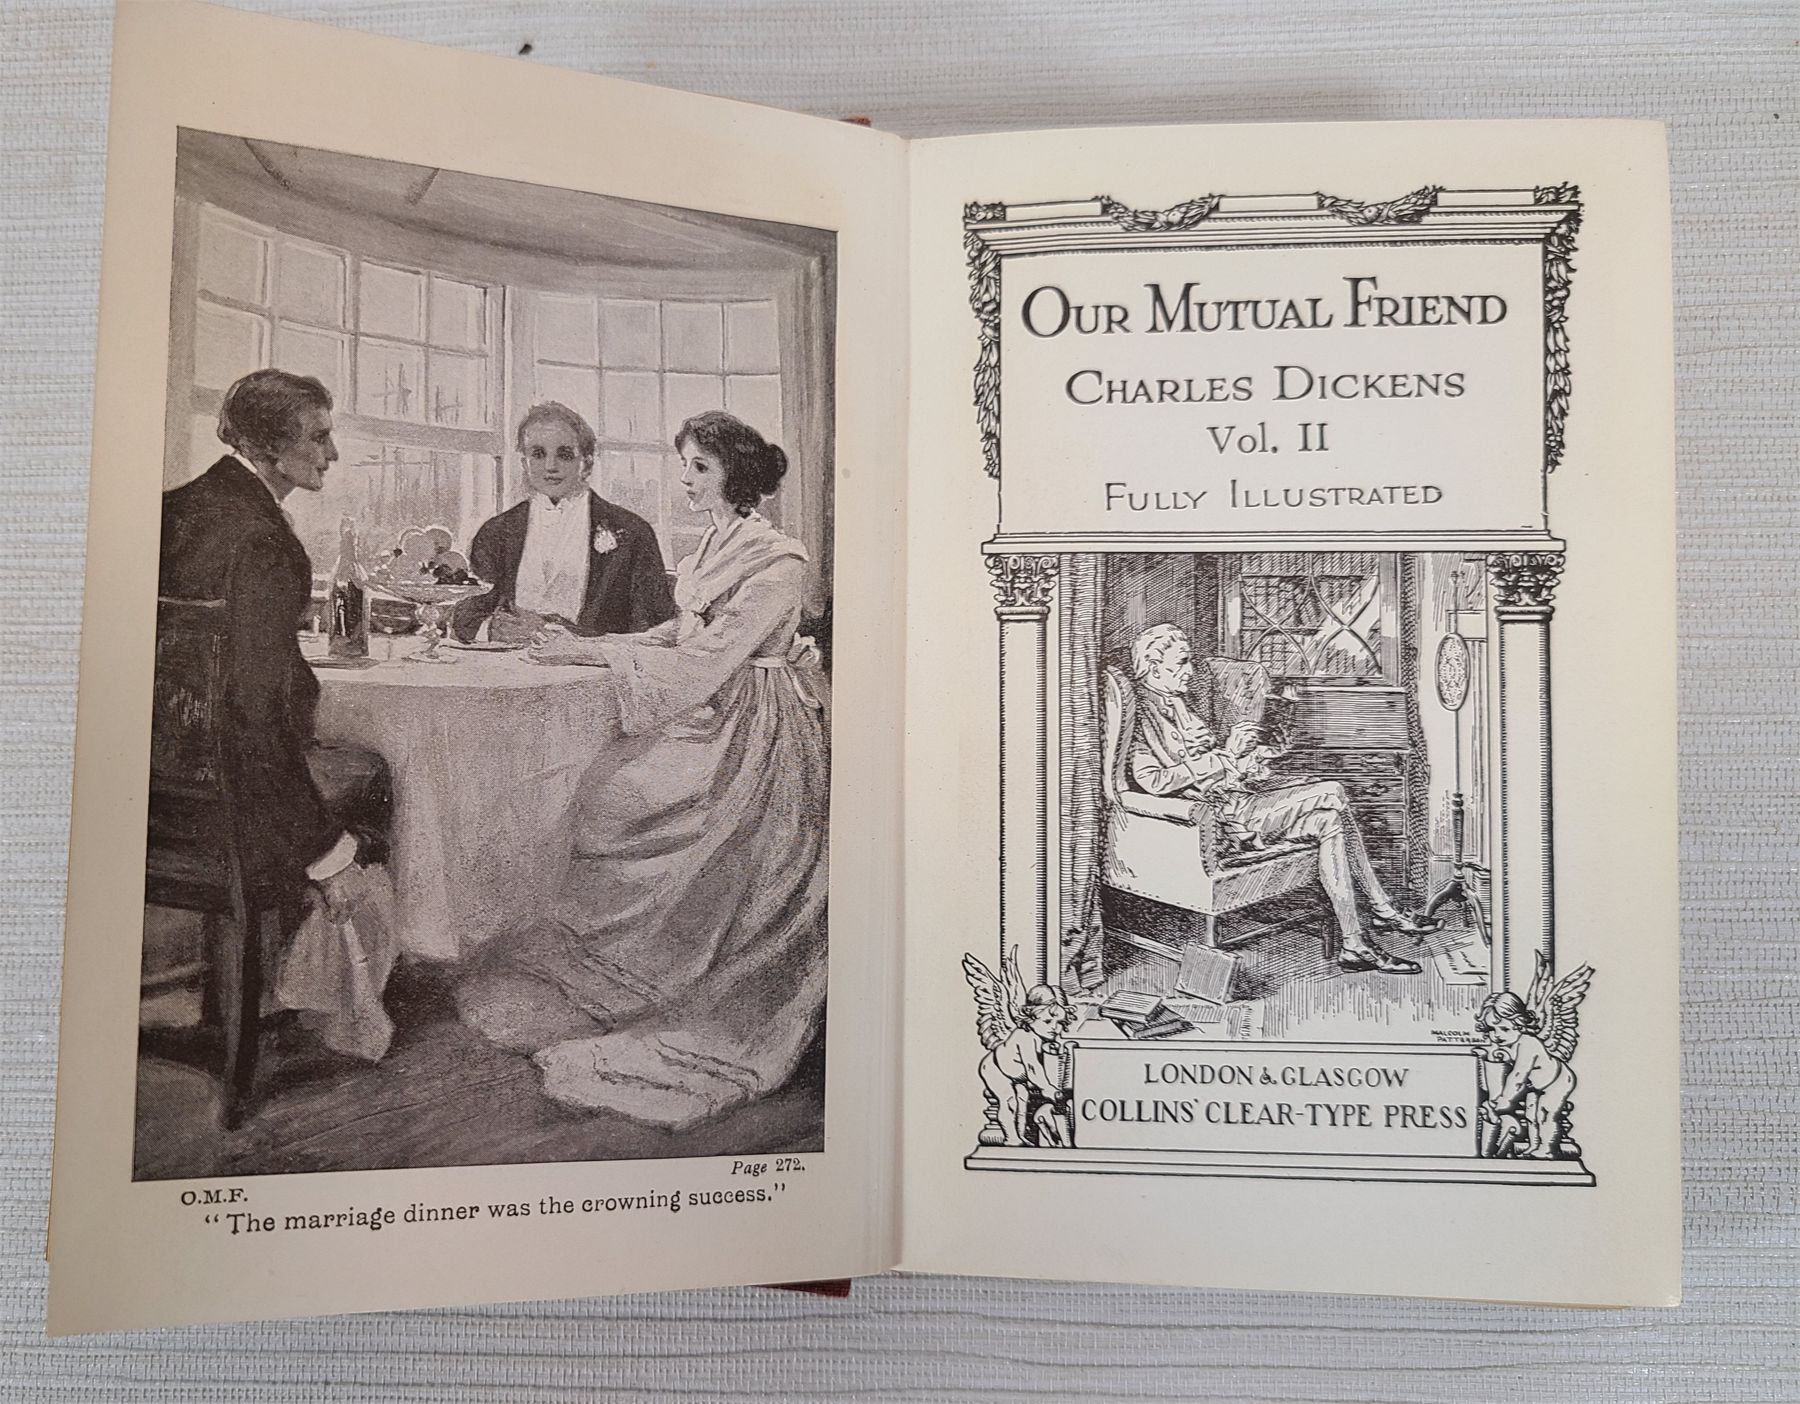 Page 272.
O.M.F.
“The marriage dinner was the crowning success.”
OUR MUTUAL FRIEND
CHARLES DICKENS
Vol. II
FULLY ILLUSTRATED
MALCOLM
PATTERSON
LONDON & GLASGOW
COLLINS' CLEAR-TYPE PRESS